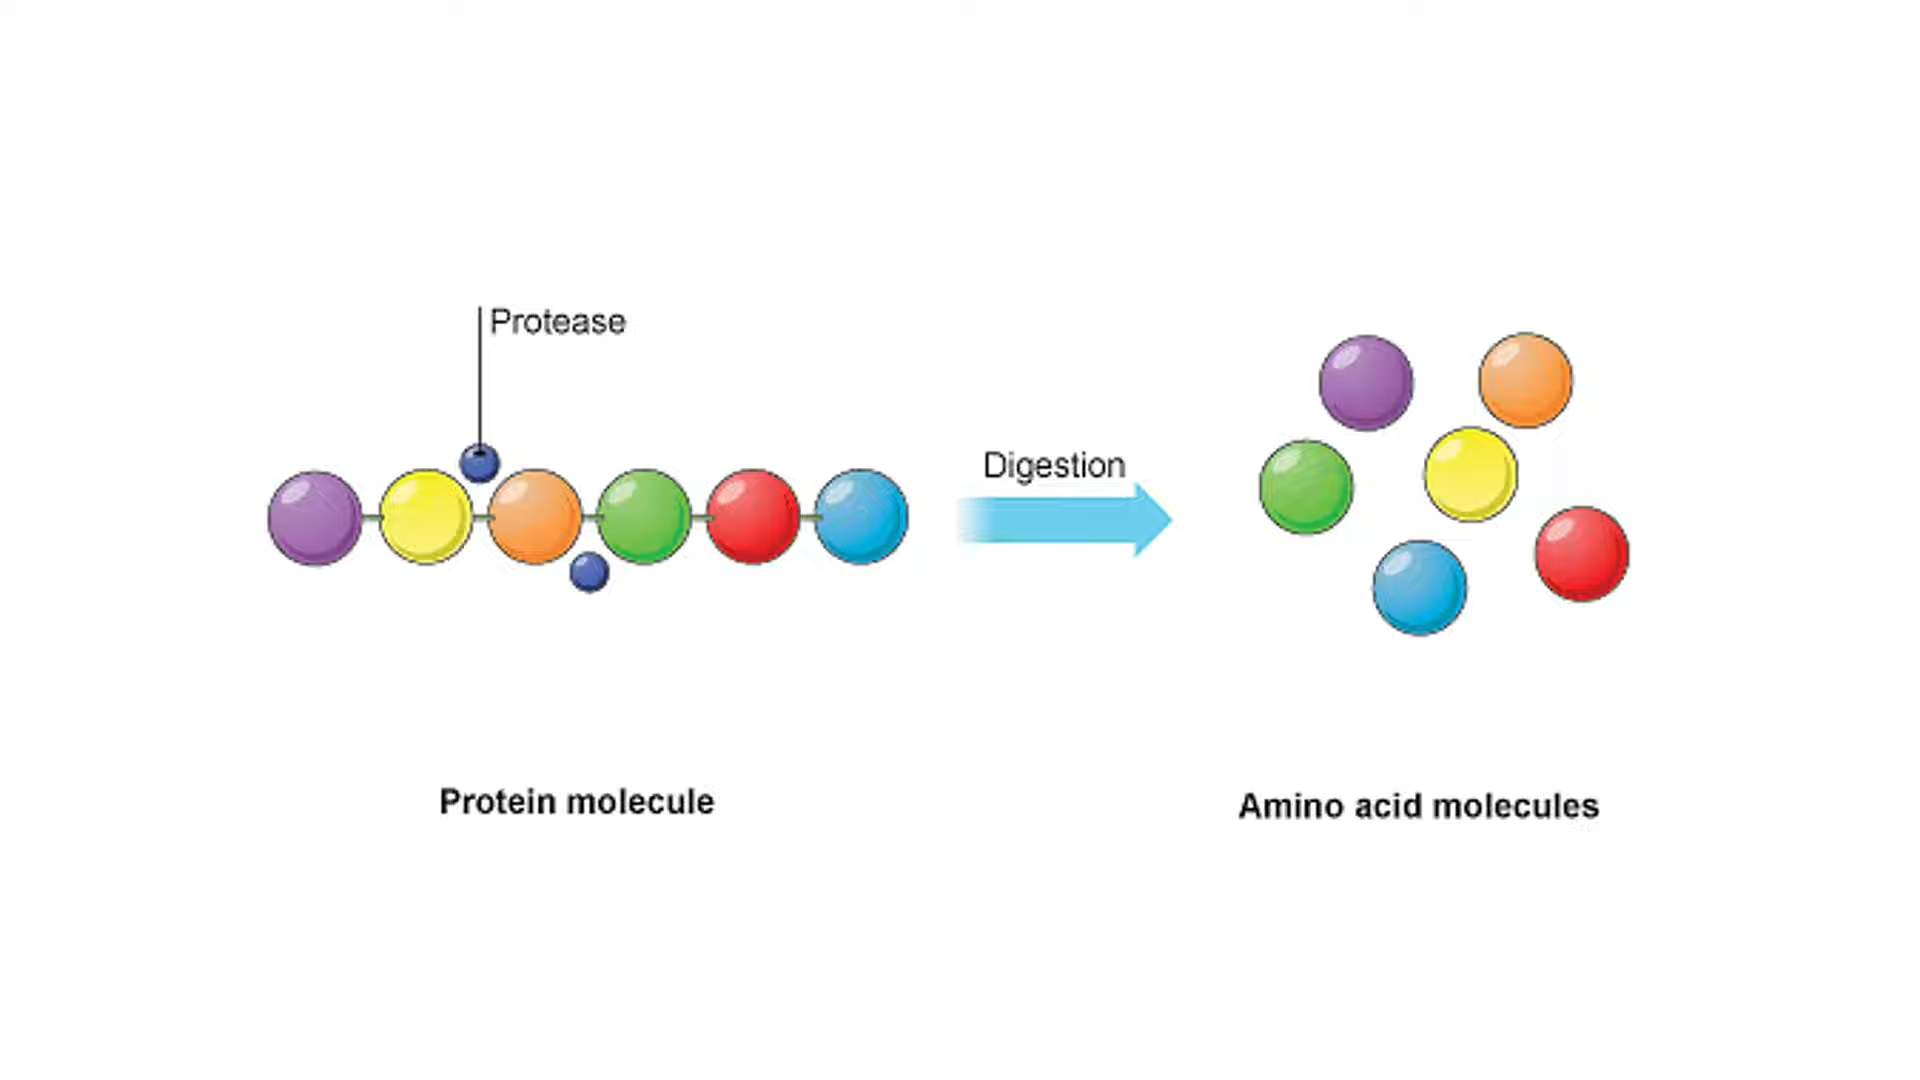 Protease
Digestion
Protein molecule
Amino acid molecules